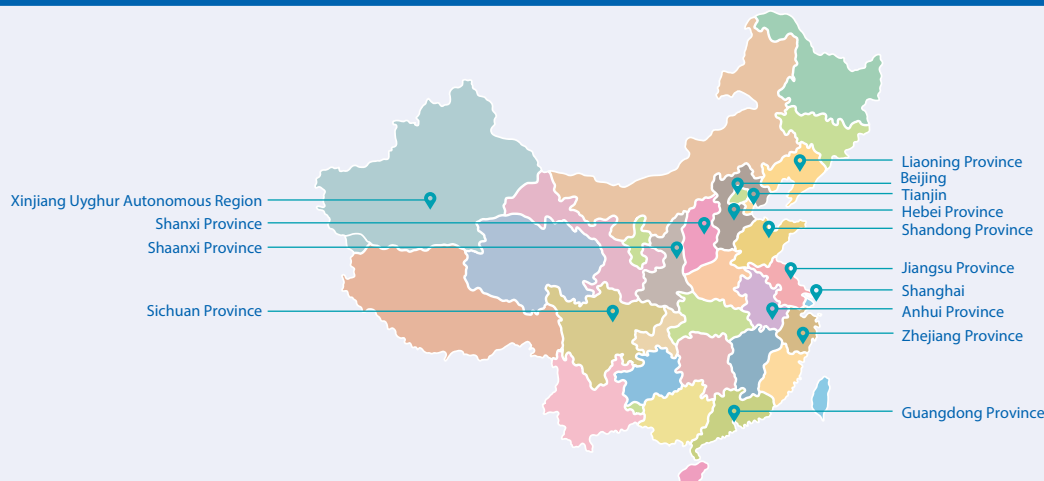 Xinjiang Uyghur Autonomous Region
Shanxi Province
Shaanxi Province
Sichuan Province
Liaoning Province
Beijing
Tianjin
Hebei Province
Shandong Province
Jiangsu Province
Shanghai
Anhui Province
Zhejiang Province
Guangdong Province